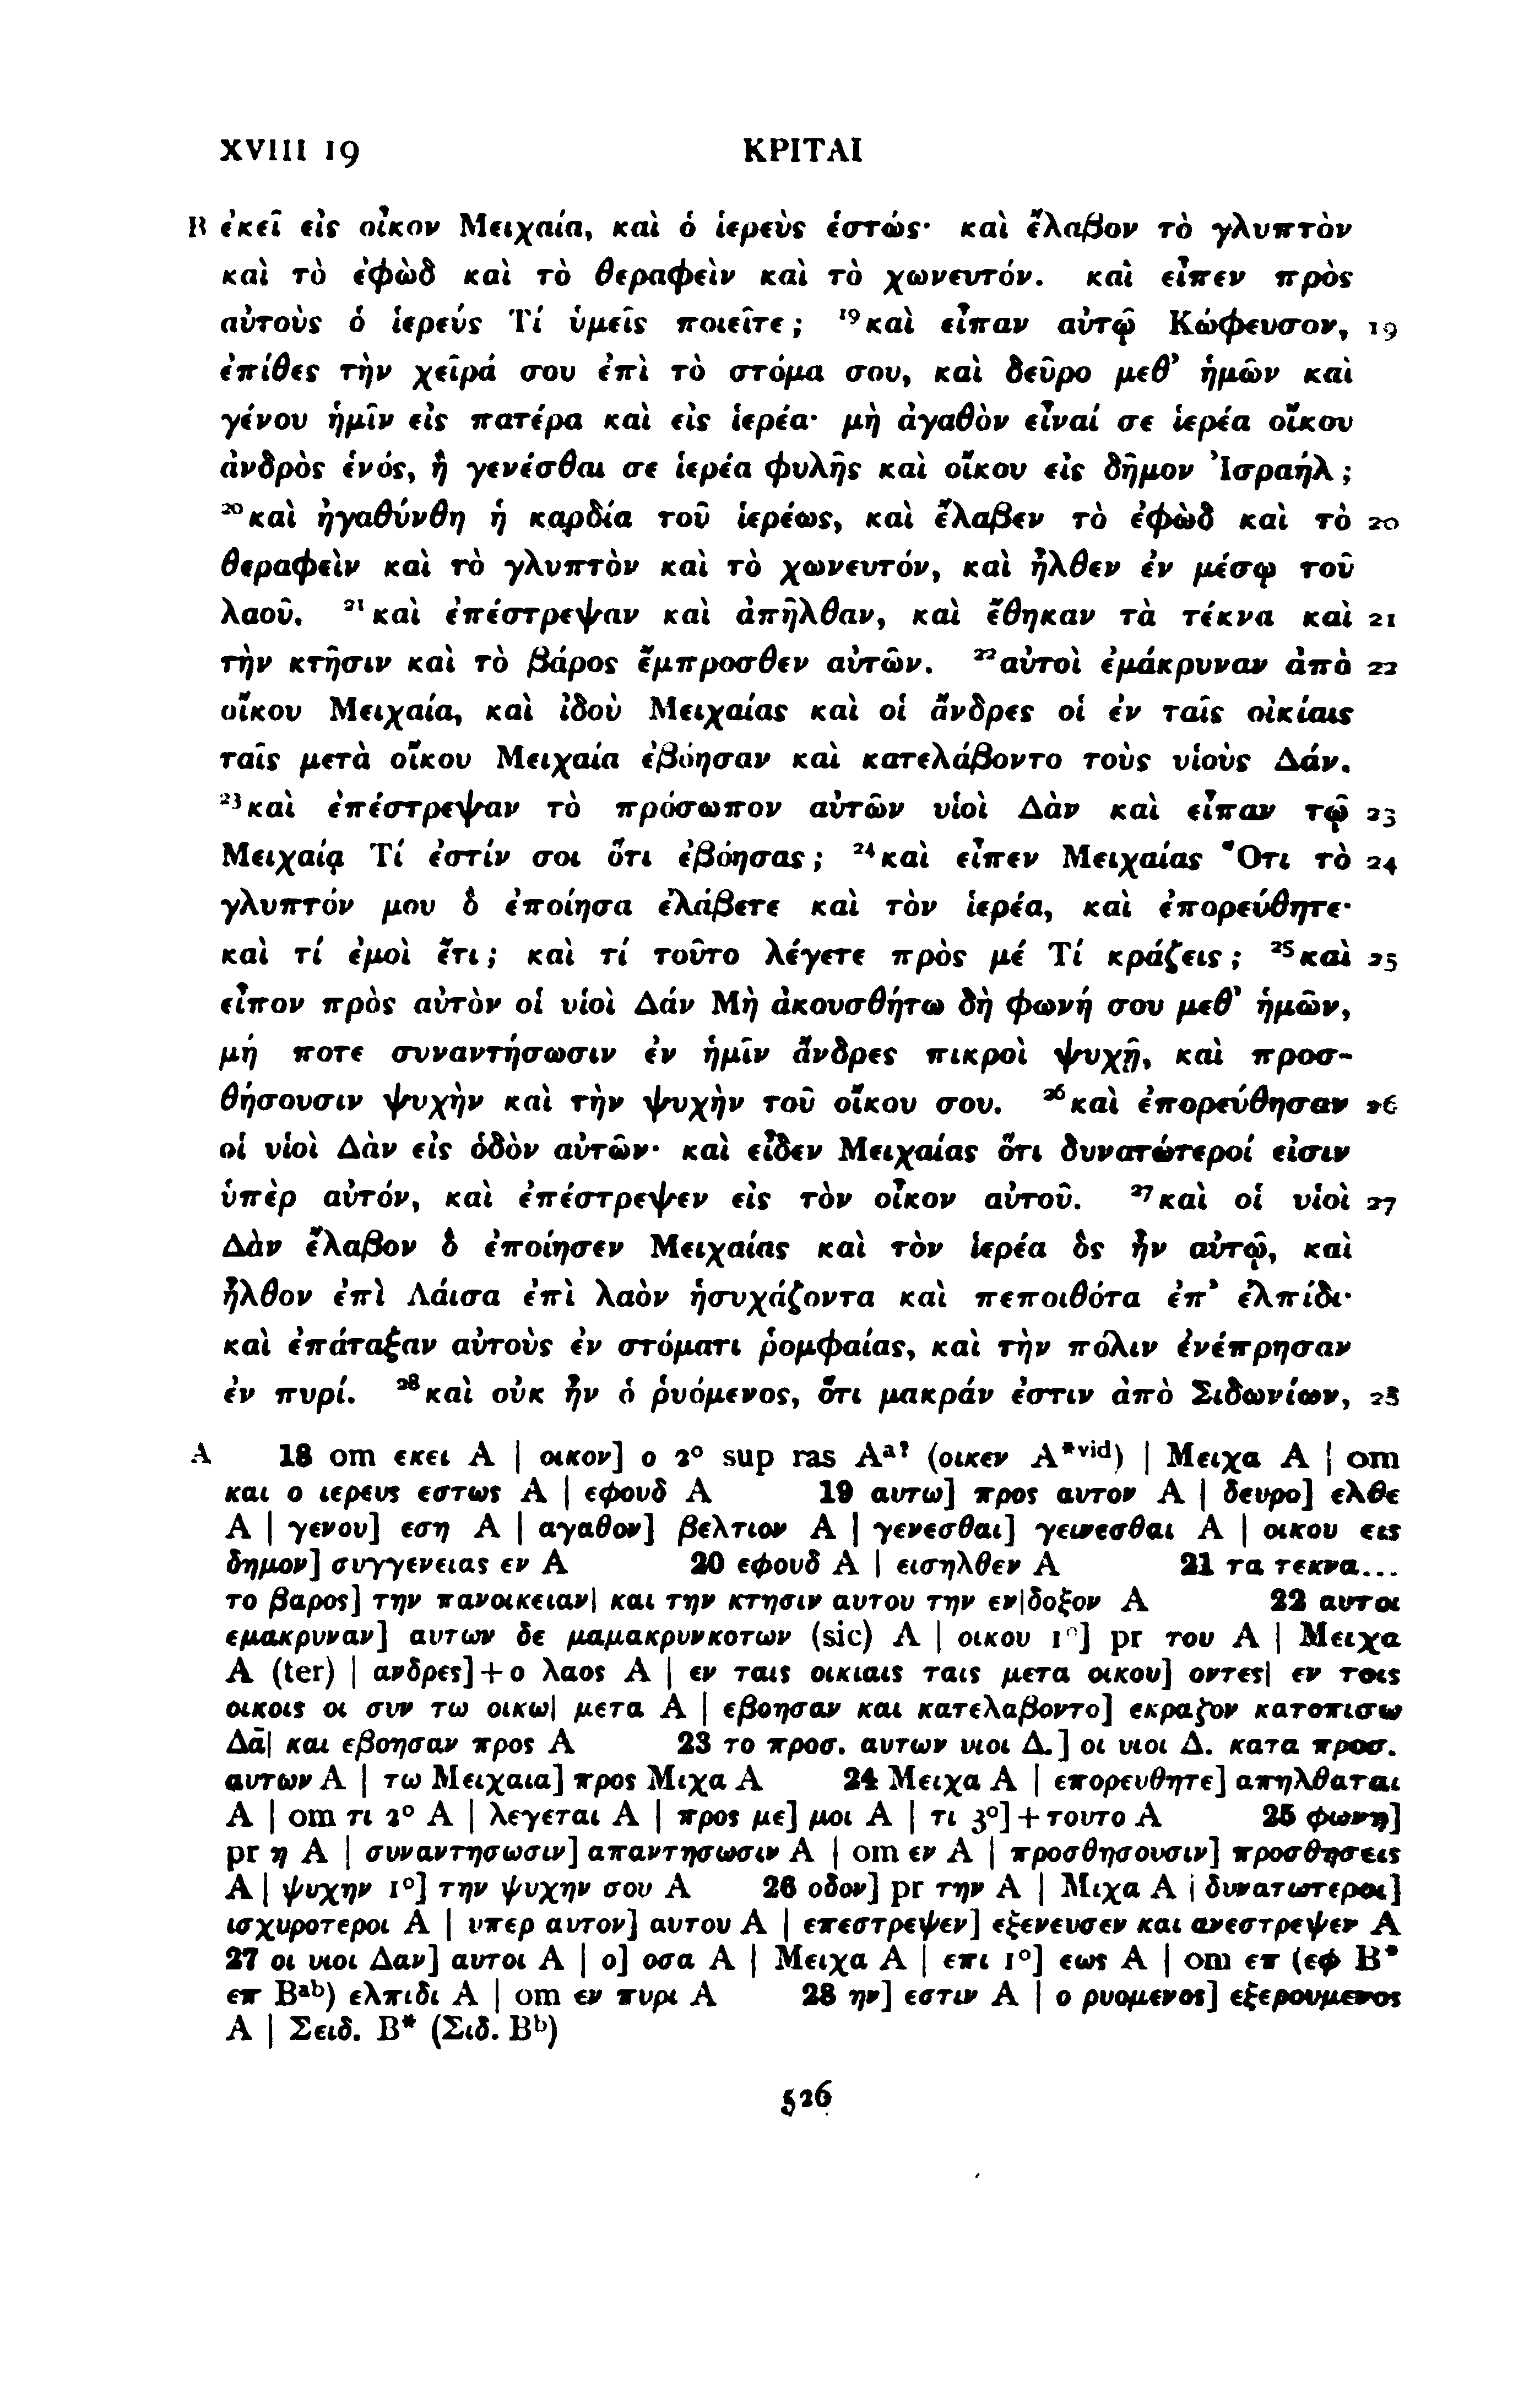 XVIII 19 ΚΡΙΤΑΙ
B ἐκεῖ εἰς οἶκον Μειχαία, καὶ ὁ ἱερεὺς ἑστώς· καὶ ἔλαβον τὸ γλυπτὸν
καὶ τὸ ἐφὼδ καὶ τὸ θεραφεὶν καὶ τὸ χωνευτόν. καὶ εἶπεν πρὸς
αὐτοὺς ὁ ἱερεύς Τί ὑμεῖς ποιεῖτε; ¹⁹καὶ εἶπαν αὐτῷ Κώφευσον, 19
ἐπίθες τὴν χεῖρά σου ἐπὶ τὸ στόμα σου, καὶ δεῦρο μεθ᾽ ἡμῶν καὶ
γένου ἡμῖν εἰς πατέρα καὶ εἰς ἱερέα· μὴ ἀγαθὸν εἶναί σε ἱερέα οἴκου
ἀνδρὸς ἑνός, ἢ γενέσθαι σε ἱερέα φυλῆς καὶ οἴκου εἰς δῆμον Ἰσραήλ;
²⁰καὶ ἠγαθύνθη ἡ καρδία τοῦ ἱερέως, καὶ ἔλαβεν τὸ ἐφὼδ καὶ τὸ 20
θεραφεὶν καὶ τὸ γλυπτὸν καὶ τὸ χωνευτόν, καὶ ἦλθεν ἐν μέσῳ τοῦ
λαοῦ. ²¹καὶ ἐπέστρεψαν καὶ ἀπῆλθαν, καὶ ἔθηκαν τὰ τέκνα καὶ 21
τὴν κτῆσιν καὶ τὸ βάρος ἔμπροσθεν αὐτῶν. ²²αὐτοὶ ἐμάκρυναν ἀπὸ 22
οἴκου Μειχαία, καὶ ἰδοὺ Μειχαίας καὶ οἱ ἄνδρες οἱ ἐν ταῖς οἰκίαις
ταῖς μετὰ οἴκου Μειχαία ἐβόησαν καὶ κατελάβοντο τοὺς υἱοὺς Δάν.
²³καὶ ἐπέστρεψαν τὸ πρόσωπον αὐτῶν υἱοὶ Δὰν καὶ εἶπαν τῷ 23
Μειχαίᾳ Τί ἐστίν σοι ὅτι ἐβόησας; ²⁴καὶ εἶπεν Μειχαίας Ὅτι τὸ 24
γλυπτόν μου ὃ ἐποίησα ἐλάβετε καὶ τὸν ἱερέα, καὶ ἐπορεύθητε·
καὶ τί ἐμοὶ ἔτι; καὶ τί τοῦτο λέγετε πρὸς μέ Τί κράζεις; ²⁵καὶ 25
εἶπον πρὸς αὐτὸν οἱ υἱοὶ Δάν Μὴ ἀκουσθήτω δὴ φωνή σου μεθ᾽ ἡμῶν,
μή ποτε συναντήσωσιν ἐν ἡμῖν ἄνδρες πικροὶ ψυχῇ, καὶ προσ-
θήσουσιν ψυχὴν καὶ τὴν ψυχὴν τοῦ οἴκου σου. ²⁶καὶ ἐπορεύθησαν 26
οἱ υἱοὶ Δὰν εἰς ὁδὸν αὐτῶν· καὶ εἶδεν Μειχαίας ὅτι δυνατώτεροί εἰσιν
ὑπὲρ αὐτόν, καὶ ἐπέστρεψεν εἰς τὸν οἶκον αὐτοῦ. ²⁷καὶ οἱ υἱοὶ 27
Δὰν ἔλαβον ὃ ἐποίησεν Μειχαίας καὶ τὸν ἱερέα ὃς ἦν αὐτῷ, καὶ
ἦλθον ἐπὶ Λάισα ἐπὶ λαὸν ἡσυχάζοντα καὶ πεποιθότα ἐπ᾽ ἐλπίδι·
καὶ ἐπάταξαν αὐτοὺς ἐν στόματι ῥομφαίας, καὶ τὴν πόλιν ἐνέπρησαν
ἐν πυρί. ²⁸καὶ οὐκ ἦν ὁ ῥυόμενος, ὅτι μακράν ἐστιν ἀπὸ Σιδωνίων, 28
A 18 om εκει A | οικον] ο 2° sup ras Aᵃ? (οικεν A*ᵛⁱᵈ) | Μειχα A | om
και ο ιερευς εστως A | εφουδ A 19 αυτω] προς αυτον A | δευρο] ελθε
A | γενου] εση A | αγαθον] βελτιον A | γενεσθαι] γεινεσθαι A | οικου εις
δημον] συγγενειας εν A 20 εφουδ A | εισηλθεν A 21 τα τεκνα...
το βαρος] την πανοικειαν| και την κτησιν αυτου την εν|δοξον A 22 αυτοι
εμακρυναν] αυτων δε μαμακρυνκοτων (sic) A | οικου 1°] pr του A | Μειχα
A (ter) | ανδρες]+ο λαος A | εν ταις οικιαις ταις μετα οικου] οντες| εν τοις
οικοις οι συν τω οικω| μετα A | εβοησαν και κατελαβοντο] εκραζον κατοπισω
Δα̅| και εβοησαν προς A 23 το προσ. αυτων υιοι Δ.] οι υιοι Δ. κατα προσ.
αυτων A | τω Μειχαια] προς Μιχα A 24 Μειχα A | επορευθητε] απηλθαται
A | om τι 2° A | λεγεται A | προς με] μοι A | τι 3°]+τουτο A 25 φωνη]
pr η A | συναντησωσιν] απαντησωσιν A | om εν A | προσθησουσιν] προσθησεις
A | ψυχην 1°] την ψυχην σου A 26 οδον] pr την A | Μιχα A | δυνατωτεροι]
ισχυροτεροι A | υπερ αυτον] αυτου A | επεστρεψεν] εξενευσεν και ανεστρεψεν A
27 οι υιοι Δαν] αυτοι A | ο] οσα A | Μειχα A | επι 1°] εως A | om επ (εφ B*
επ Bᵃᵇ) ελπιδι A | om εν πυρι A 28 ην] εστιν A | ο ρυομενος] εξερουμενος
A | Σειδ. B* (Σιδ. Bᵇ)
526